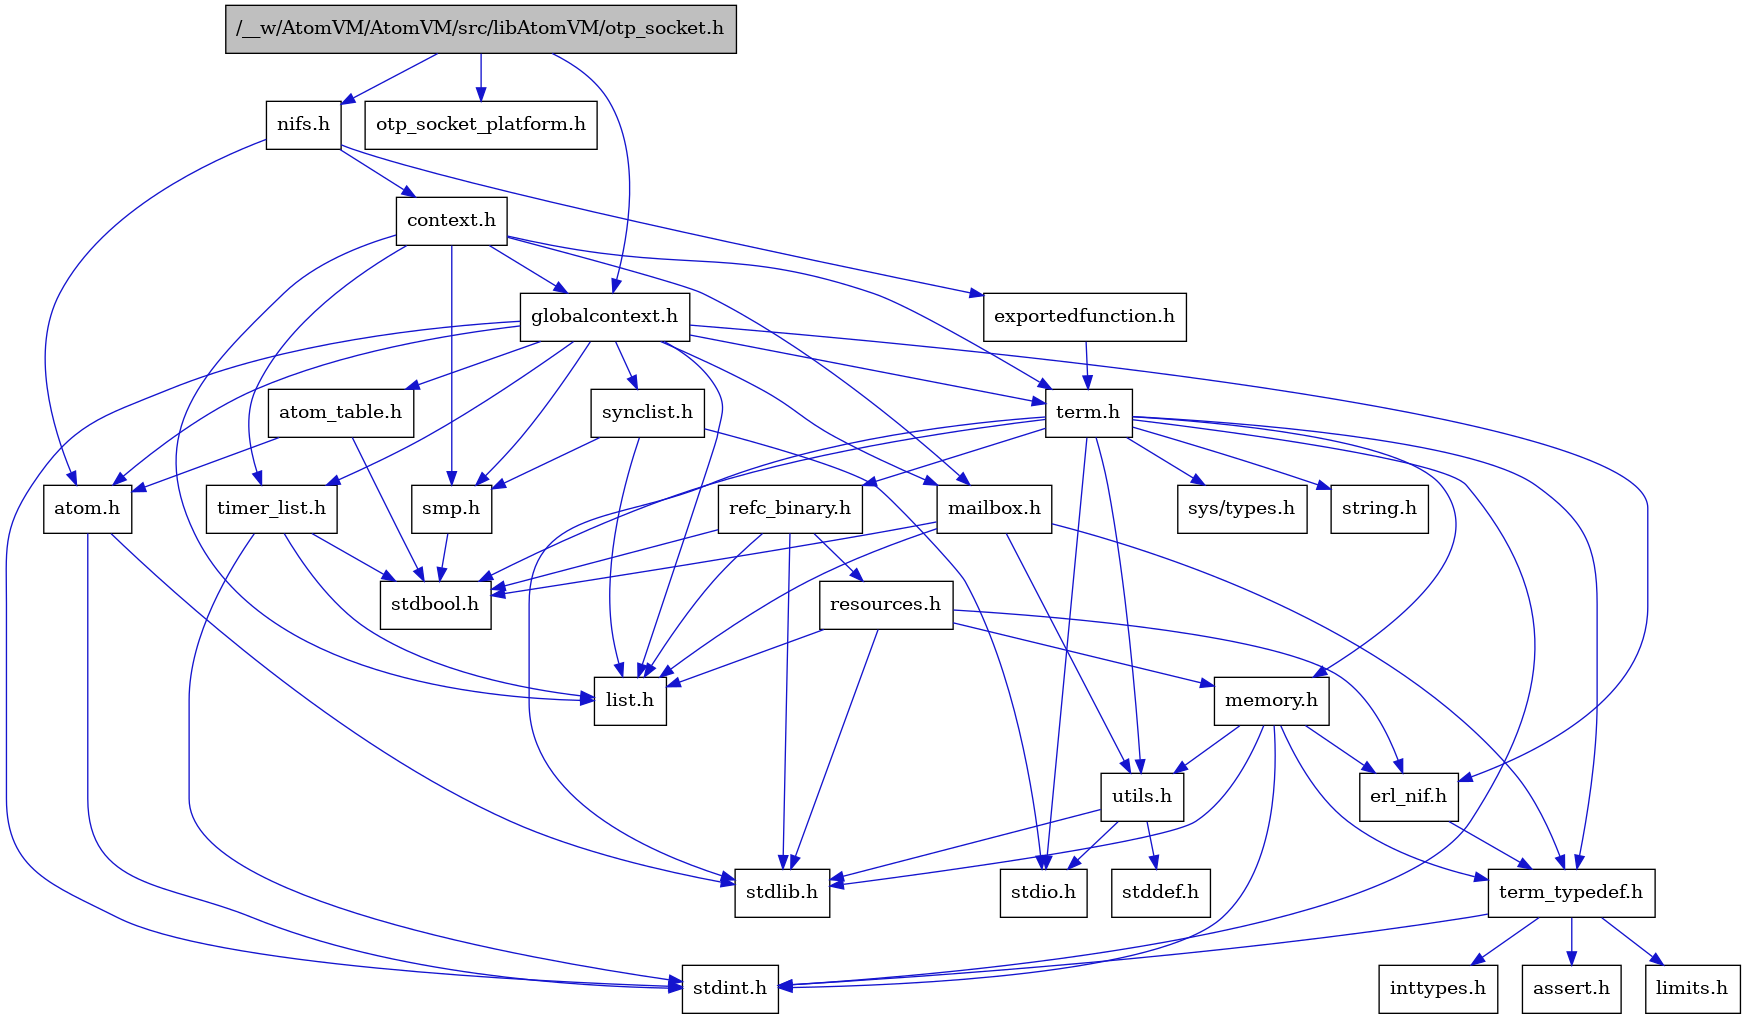 /__w/AtomVM/AtomVM/src/libAtomVM/otp_socket.h
nifs.h
otp_socket_platform.h
context.h
globalcontext.h
exportedfunction.h
atom_table.h
synclist.h
term.h
atom.h
timer_list.h
smp.h
refc_binary.h
mailbox.h
sys/types.h
string.h
stdbool.h
resources.h
list.h
memory.h
utils.h
erl_nif.h
stdlib.h
stdio.h
stddef.h
term_typedef.h
stdint.h
inttypes.h
assert.h
limits.h